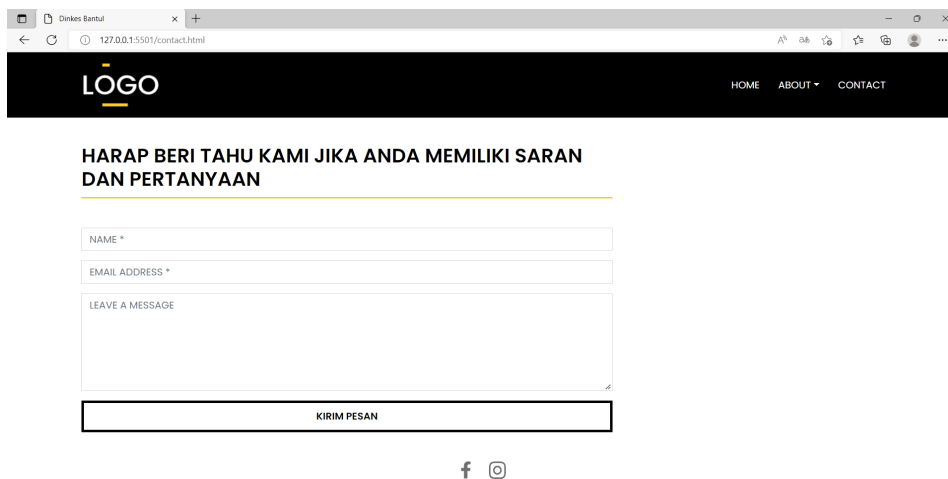 Dinkes Bantul
127.0.0.1:5501/contact.html
LOGO
HOME ABOUT CONTACT
HARAP BERI TAHU KAMI JIKA ANDA MEMILIKI SARAN
DAN PERTANYAAN
NAME *
EMAIL ADDRESS *
LEAVE A MESSAGE
KIRIM PESAN